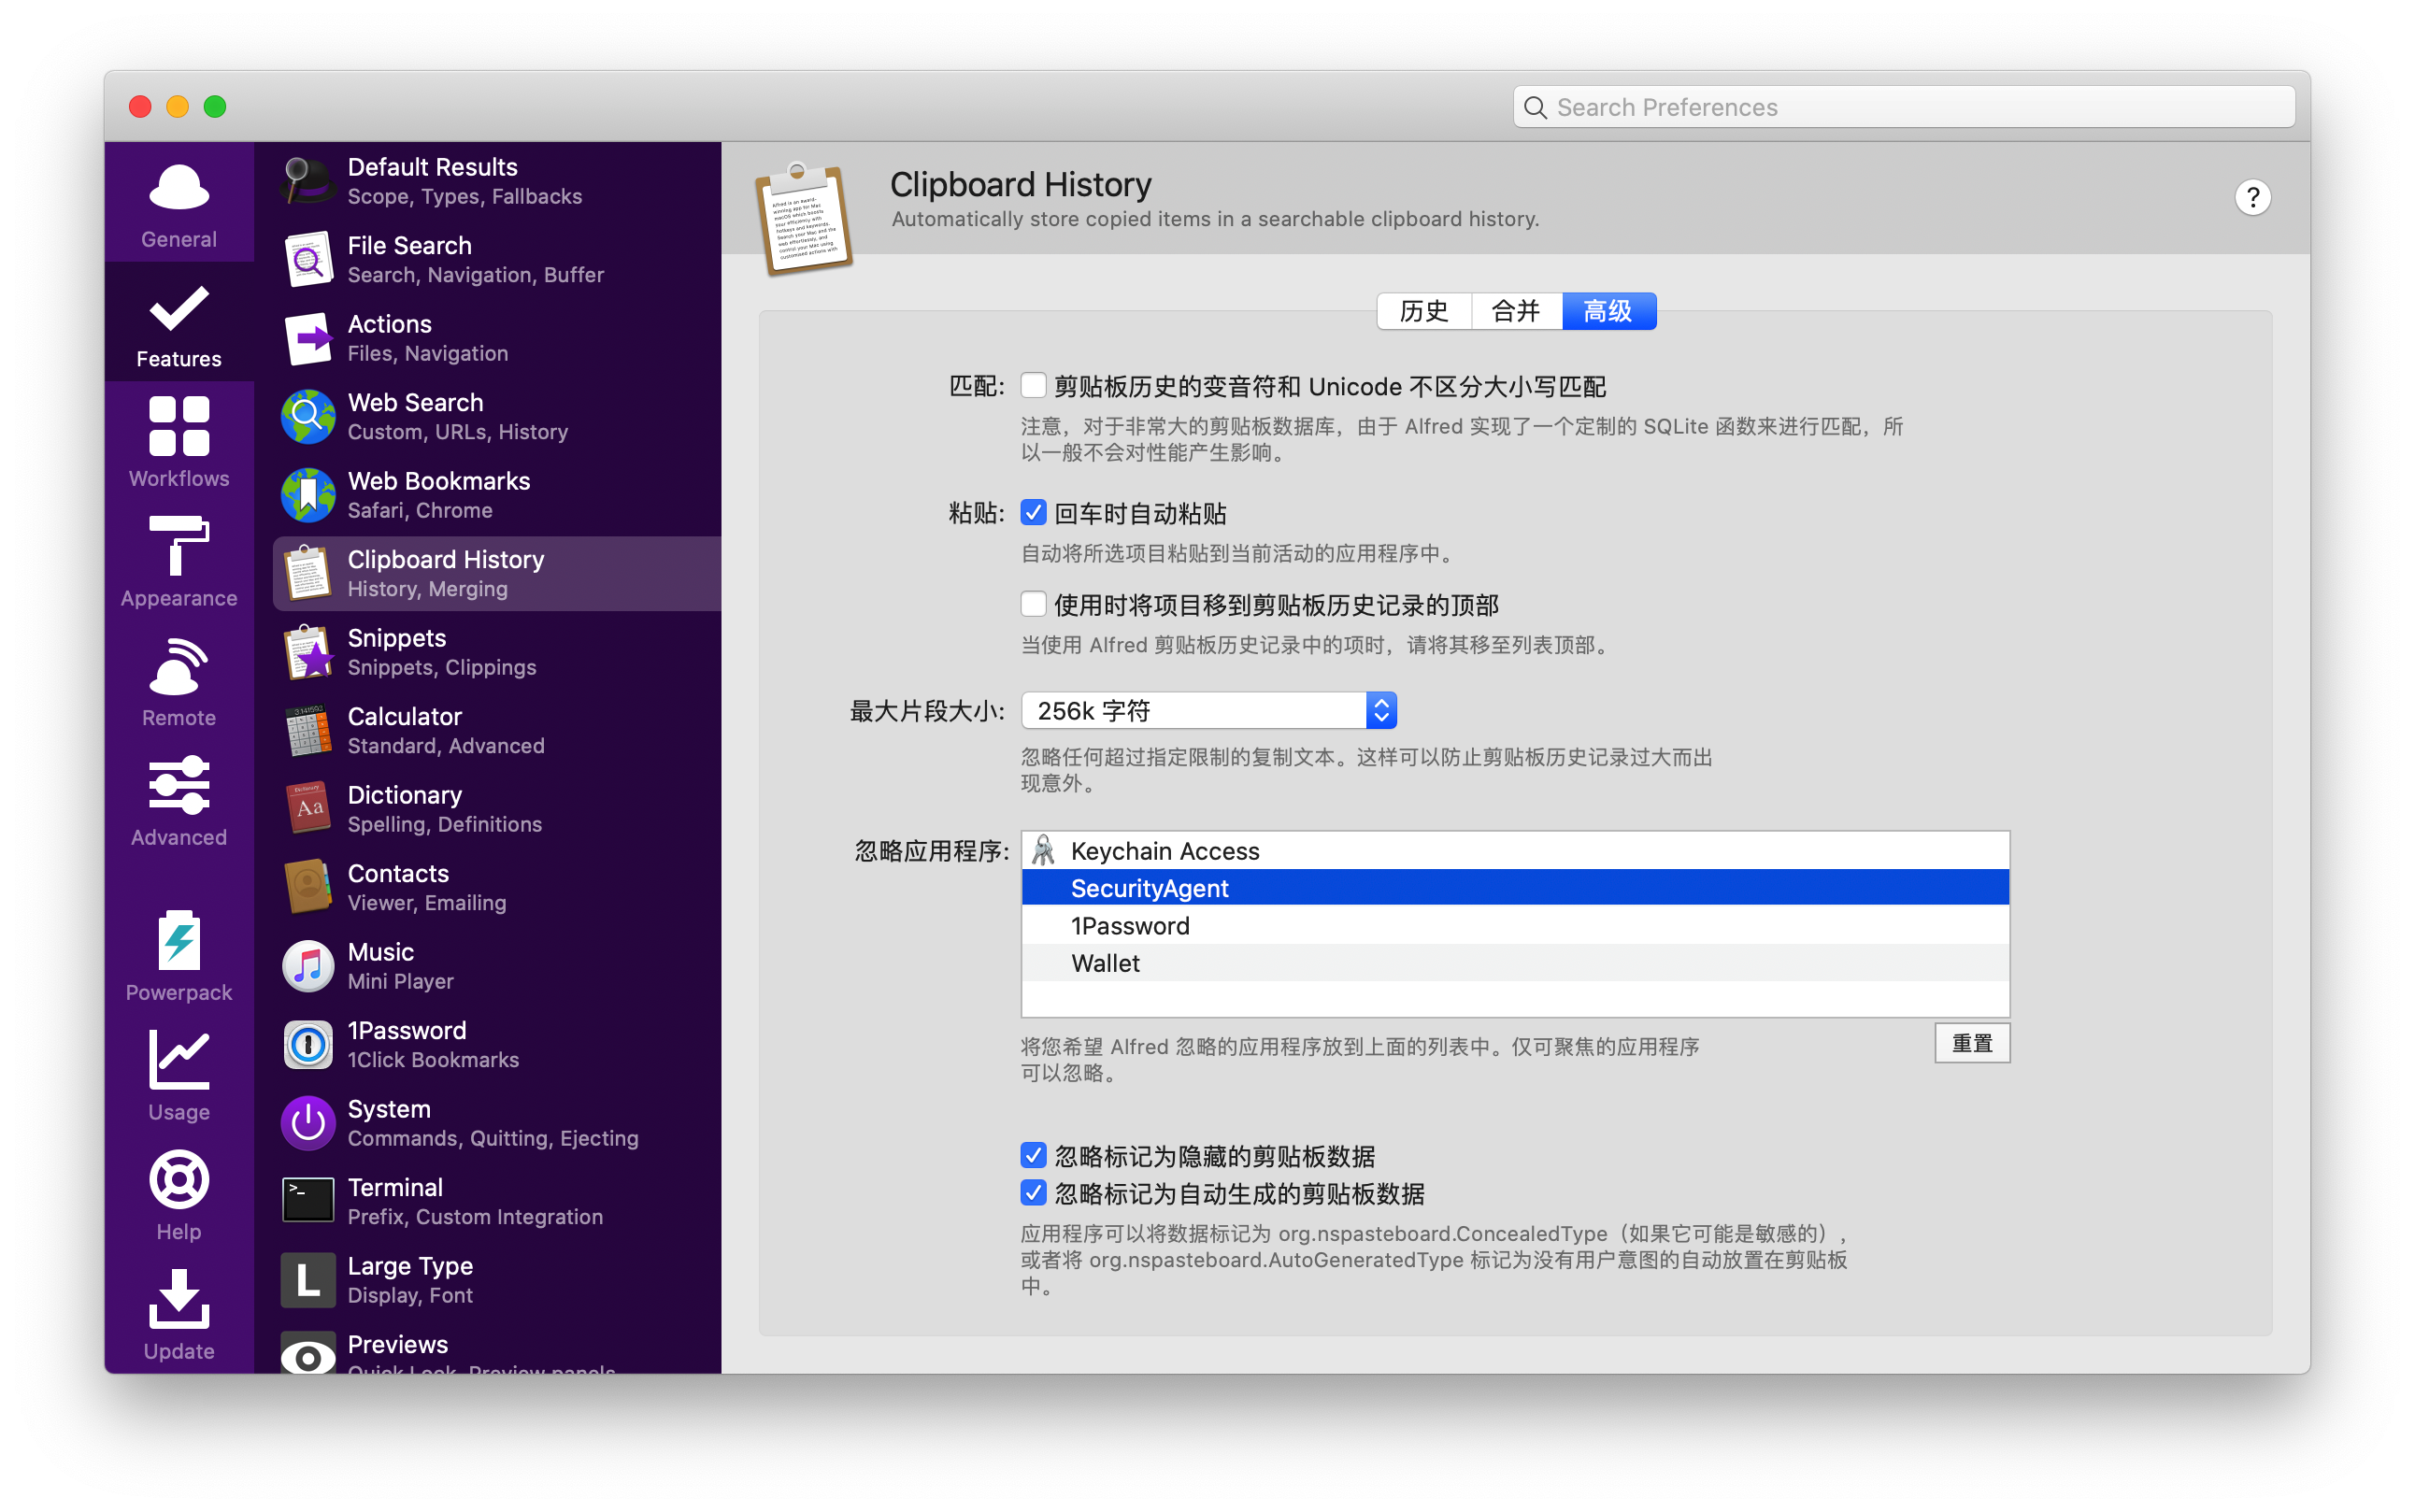 Search Preferences
General
Features
Workflows
Appearance
Remote
Advanced
Powerpack
Usage
Help
Update
Default Results
Scope, Types, Fallbacks
File Search
Search, Navigation, Buffer
Actions
Files, Navigation
Web Search
Custom, URLs, History
Web Bookmarks
Safari, Chrome
Clipboard History
History, Merging
Snippets
Snippets, Clippings
Calculator
Standard, Advanced
Dictionary
Spelling, Definitions
Contacts
Viewer, Emailing
Music
Mini Player
1Password
1Click Bookmarks
System
Commands, Quitting, Ejecting
Terminal
Prefix, Custom Integration
Large Type
Display, Font
Previews
Quick Look, Preview panels
Clipboard History
Automatically store copied items in a searchable clipboard history.
?
历史 合并 高级
匹配: 剪贴板历史的变音符和 Unicode 不区分大小写匹配
注意，对于非常大的剪贴板数据库，由于 Alfred 实现了一个定制的 SQLite 函数来进行匹配，所
以一般不会对性能产生影响。
粘贴: 回车时自动粘贴
自动将所选项目粘贴到当前活动的应用程序中。
使用时将项目移到剪贴板历史记录的顶部
当使用 Alfred 剪贴板历史记录中的项时，请将其移至列表顶部。
最大片段大小: 256k 字符
忽略任何超过指定限制的复制文本。这样可以防止剪贴板历史记录过大而出
现意外。
忽略应用程序: Keychain Access
SecurityAgent
1Password
Wallet
将您希望 Alfred 忽略的应用程序放到上面的列表中。仅可聚焦的应用程序
可以忽略。
重置
忽略标记为隐藏的剪贴板数据
忽略标记为自动生成的剪贴板数据
应用程序可以将数据标记为 org.nspasteboard.ConcealedType（如果它可能是敏感的），
或者将 org.nspasteboard.AutoGeneratedType 标记为没有用户意图的自动放置在剪贴板
中。